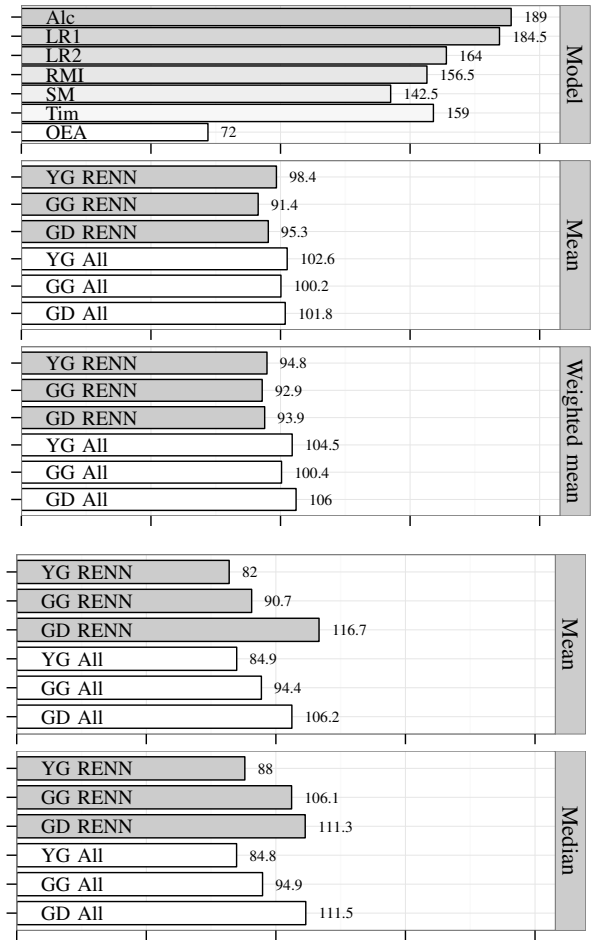 Alc 189
LR1 184.5
LR2 164
RMI 156.5
SM 142.5
Tim 159
OEA 72
Model
YG RENN 98.4
GG RENN 91.4
GD RENN 95.3
YG All 102.6
GG All 100.2
GD All 101.8
Mean
YG RENN 94.8
GG RENN 92.9
GD RENN 93.9
YG All 104.5
GG All 100.4
GD All 106
Weighted mean
YG RENN 82
GG RENN 90.7
GD RENN 116.7
YG All 84.9
GG All 94.4
GD All 106.2
Mean
YG RENN 88
GG RENN 106.1
GD RENN 111.3
YG All 84.8
GG All 94.9
GD All 111.5
Median